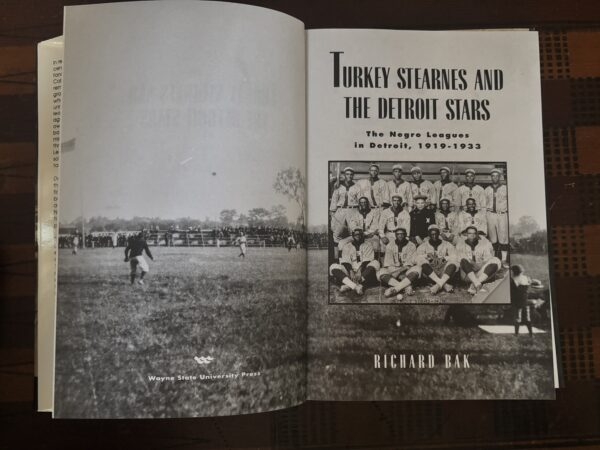 TURKEY STEARNES AND
THE DETROIT STARS
The Negro Leagues
in Detroit, 1919-1933
RICHARD BAK
Wayne State University Press